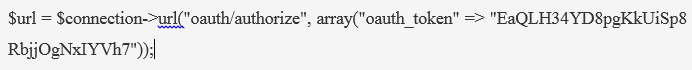 $url = $connection->url("oauth/authorize", array("oauth_token" => "EaQLH34YD8pgKkUiSp8
RbjjOgNxIYVh7"));